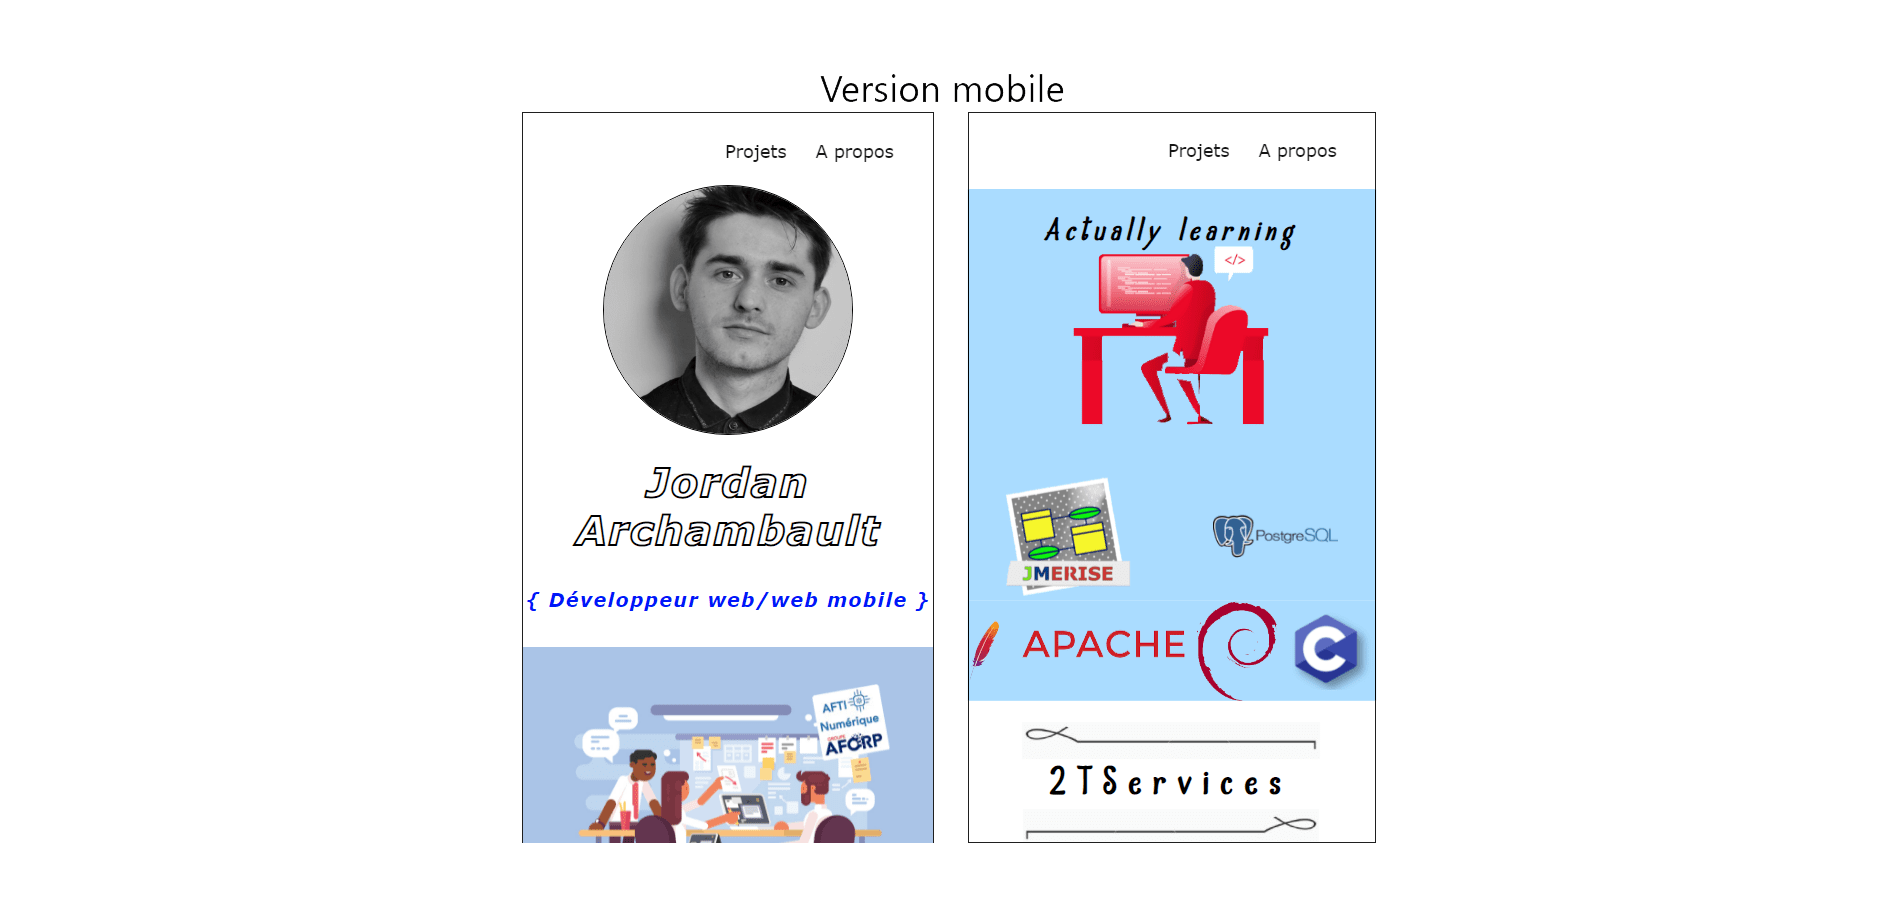 Version mobile
Projets A propos
Jordan
Archambault
{ Développeur web/web mobile }
AFTI
Numérique
GROUPE
AFORP
Projets A propos
Actually learning
</>
JMERISE
PostgreSQL
APACHE
C
2TServices